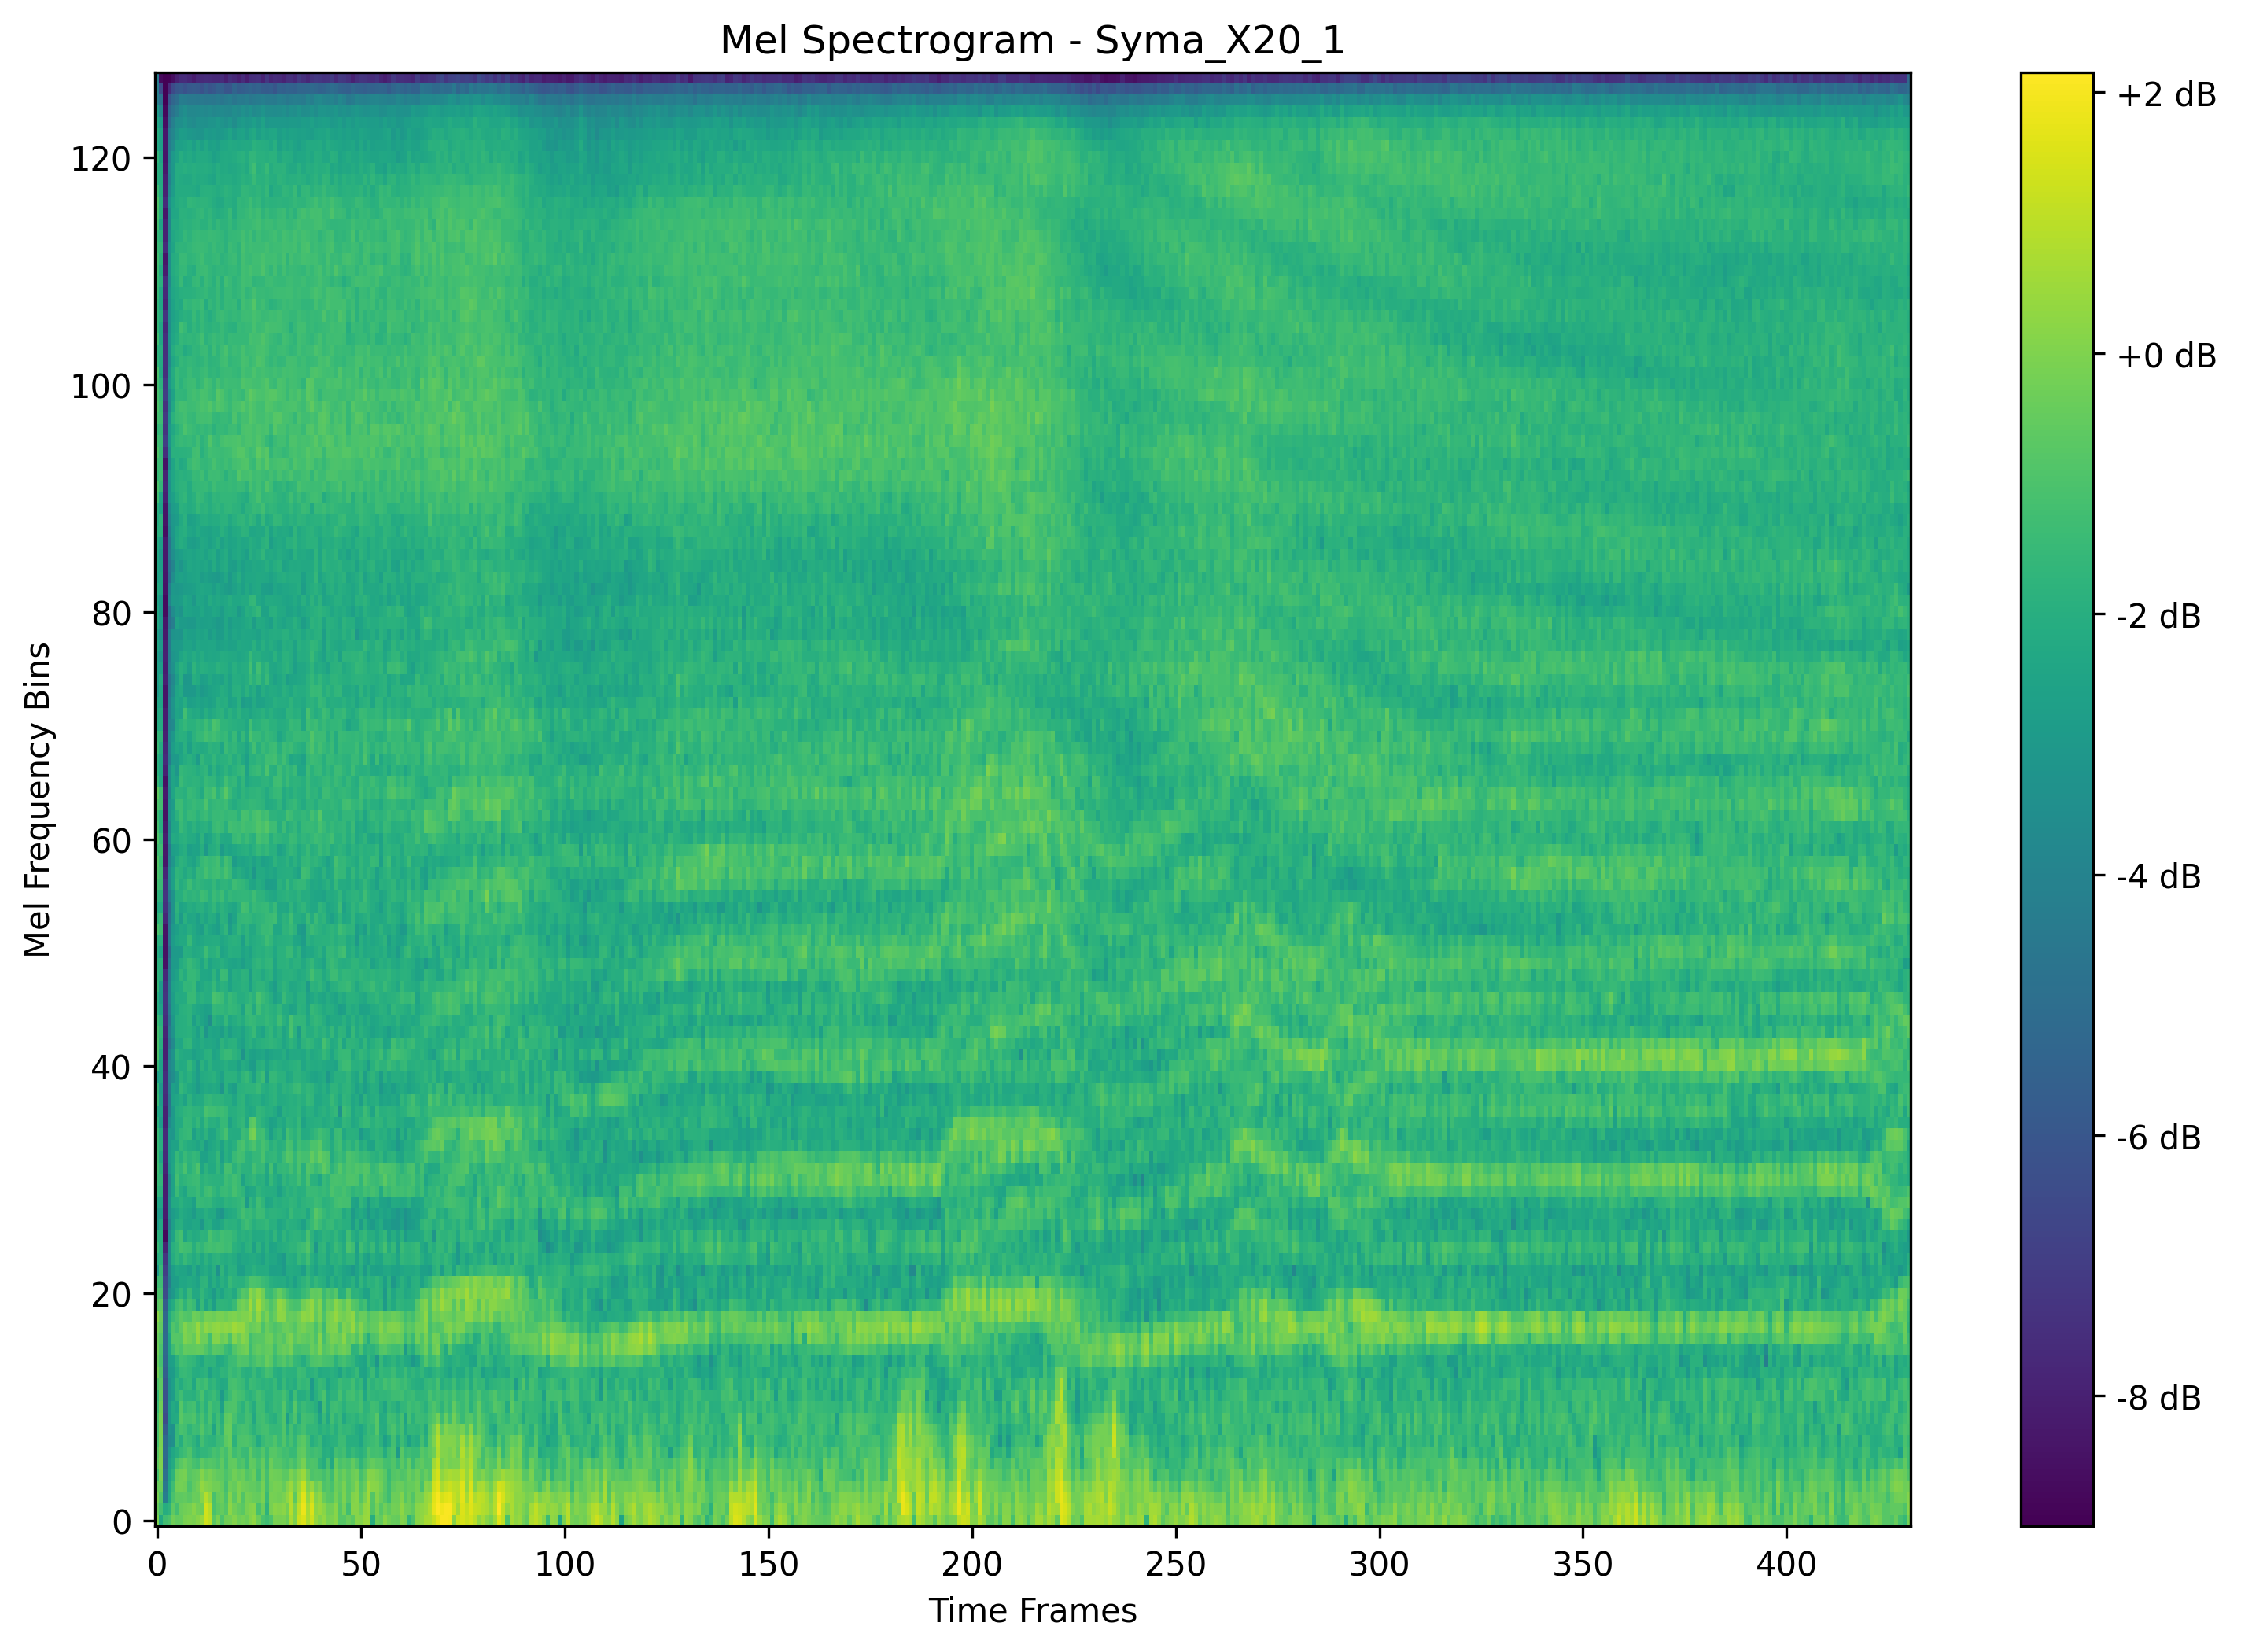 Mel Spectrogram - Syma_X20_1
Mel Frequency Bins
120
100
80
60
40
20
0
0 50 100 150 200 250 300 350 400
Time Frames
+2 dB
+0 dB
-2 dB
-4 dB
-6 dB
-8 dB